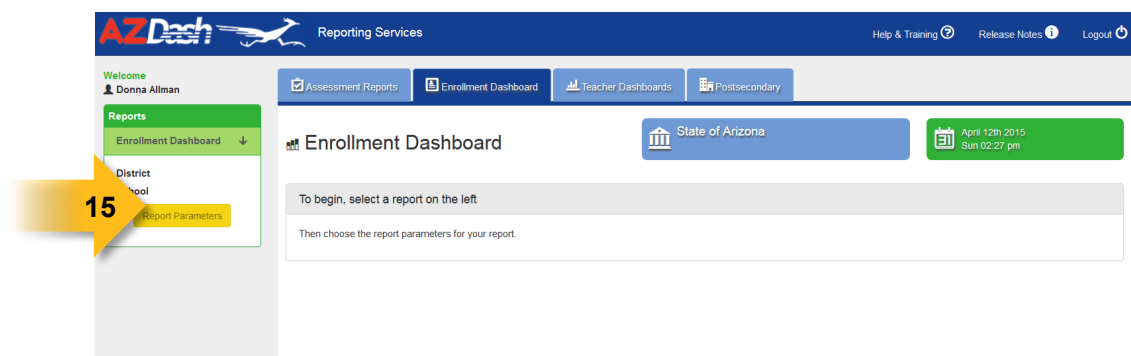 AZDash
Reporting Services
Help & Training
Release Notes
Logout
Welcome
Donna Allman
Assessment Reports
Enrollment Dashboard
Teacher Dashboards
Postsecondary
Reports
Enrollment Dashboard
District
15
Report Parameters
Enrollment Dashboard
State of Arizona
31
April 12th 2015
Sun 02:27 pm
To begin, select a report on the left
Then choose the report parameters for your report.